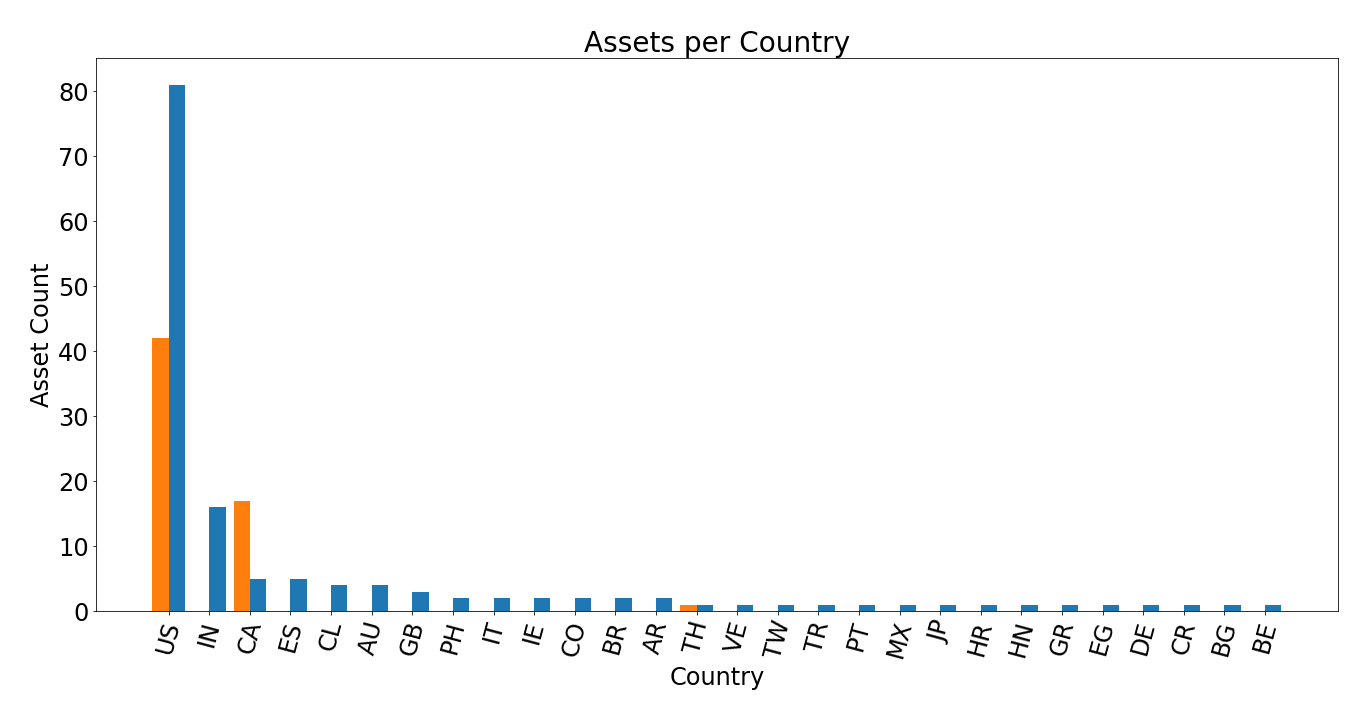 Assets per Country
Asset Count
80
70
60
50
40
30
20
10
0
US IN CA ES CL AU GB PH IT IE CO BR AR TH VE TW TR PT MX JP HR HN GR EG DE CR BG BE
Country